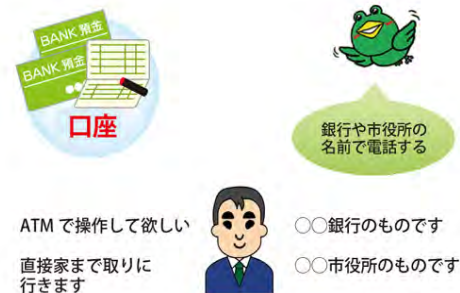 BANK 預金
BANK 預金
口座
銀行や市役所の
名前で電話する
ATM で操作して欲しい
○○銀行のものです
直接家まで取りに
行きます
○○市役所のものです